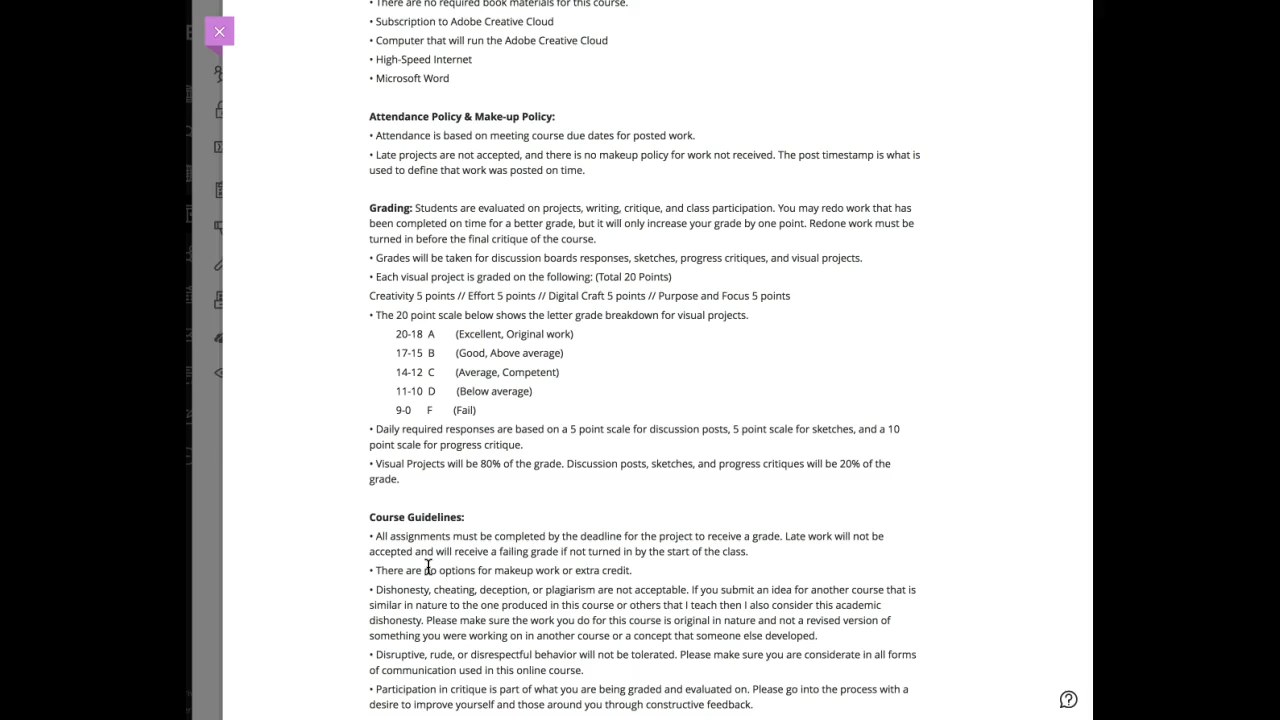 • There are no required book materials for this course.
• Subscription to Adobe Creative Cloud
• Computer that will run the Adobe Creative Cloud
• High-Speed Internet
• Microsoft Word
Attendance Policy & Make-up Policy:
• Attendance is based on meeting course due dates for posted work.
• Late projects are not accepted, and there is no makeup policy for work not received. The post timestamp is what is
used to define that work was posted on time.
Grading: Students are evaluated on projects, writing, critique, and class participation. You may redo work that has
been completed on time for a better grade, but it will only increase your grade by one point. Redone work must be
turned in before the final critique of the course.
• Grades will be taken for discussion boards responses, sketches, progress critiques, and visual projects.
• Each visual project is graded on the following: (Total 20 Points)
Creativity 5 points // Effort 5 points // Digital Craft 5 points // Purpose and Focus 5 points
• The 20 point scale below shows the letter grade breakdown for visual projects.
20-18 A (Excellent, Original work)
17-15 B (Good, Above average)
14-12 C (Average, Competent)
11-10 D (Below average)
9-0 F (Fail)
• Daily required responses are based on a 5 point scale for discussion posts, 5 point scale for sketches, and a 10
point scale for progress critique.
• Visual Projects will be 80% of the grade. Discussion posts, sketches, and progress critiques will be 20% of the
grade.
Course Guidelines:
• All assignments must be completed by the deadline for the project to receive a grade. Late work will not be
accepted and will receive a failing grade if not turned in by the start of the class.
• There are no options for makeup work or extra credit.
• Dishonesty, cheating, deception, or plagiarism are not acceptable. If you submit an idea for another course that is
similar in nature to the one produced in this course or others that I teach then I also consider this academic
dishonesty. Please make sure the work you do for this course is original in nature and not a revised version of
something you were working on in another course or a concept that someone else developed.
• Disruptive, rude, or disrespectful behavior will not be tolerated. Please make sure you are considerate in all forms
of communication used in this online course.
• Participation in critique is part of what you are being graded and evaluated on. Please go into the process with a
desire to improve yourself and those around you through constructive feedback.